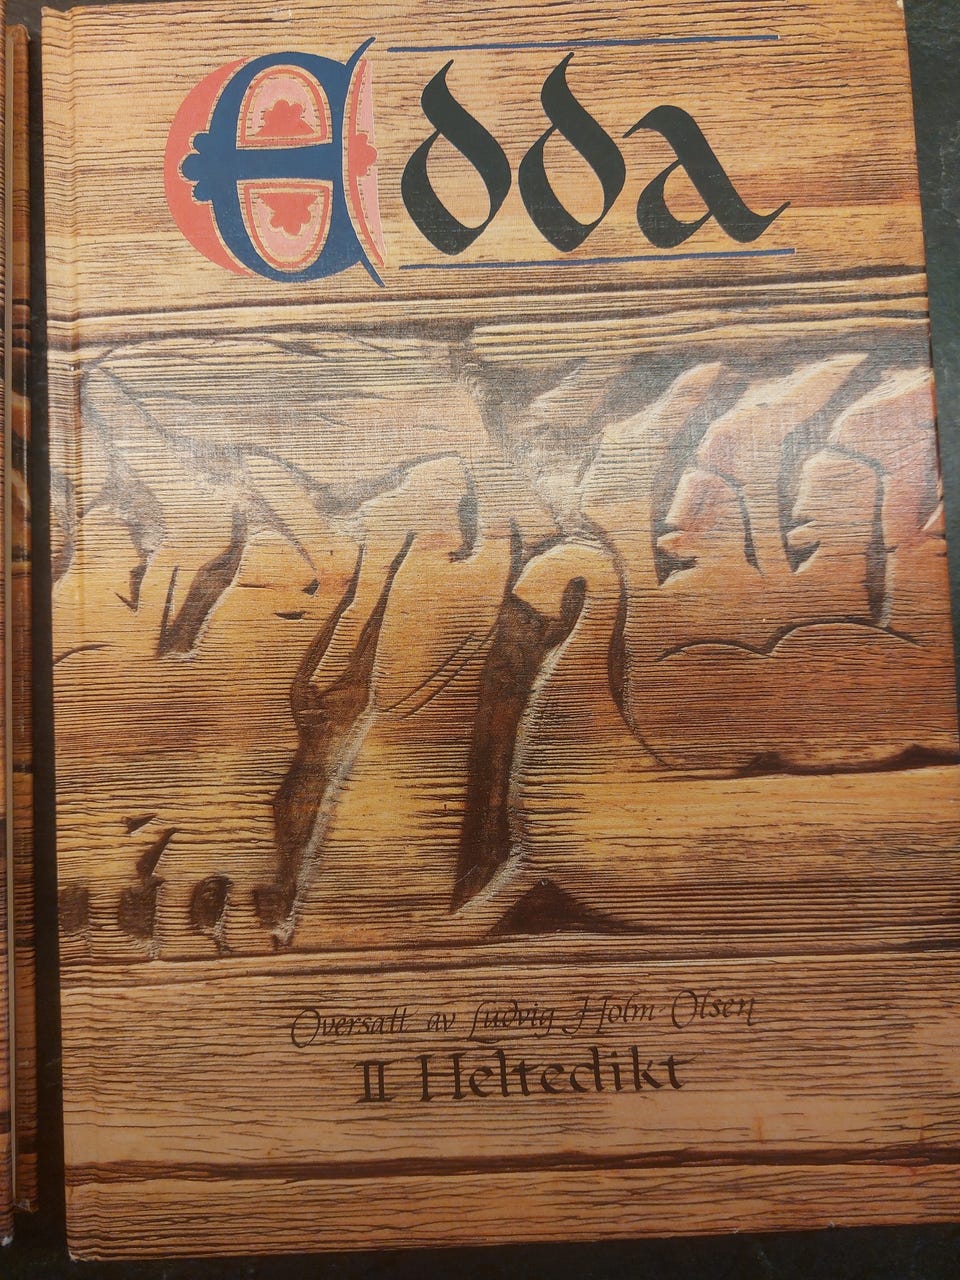 Edda
Oversatt av Ludvig Holm-Olsen
II Heltedikt